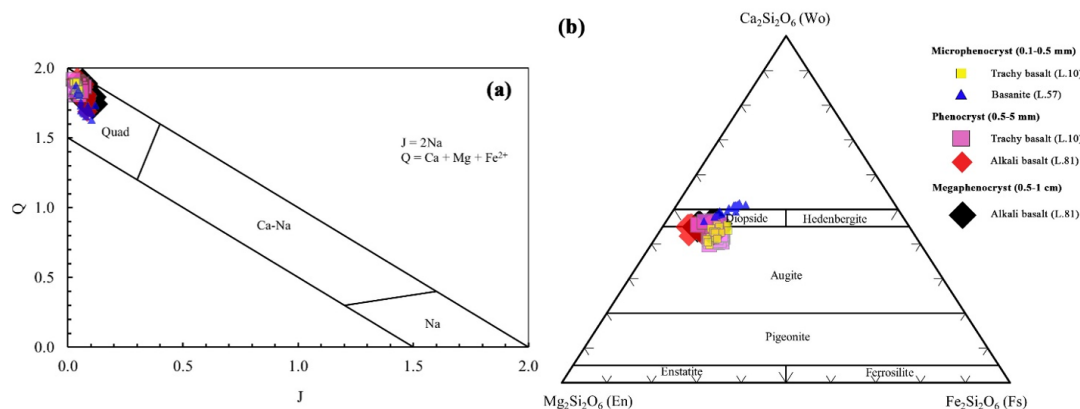 (a)
2.0
1.5
1.0
0.5
0.0
Q
Quad
J = 2Na
Q = Ca + Mg + Fe²⁺
Ca-Na
Na
0.0
0.5
1.0
1.5
2.0
J
(b)
Ca₂Si₂O₆ (Wo)
Diopside
Hedenbergite
Augite
Pigeonite
Enstatite
Ferrosilite
Mg₂Si₂O₆ (En)
Fe₂Si₂O₆ (Fs)
Microphenocryst (0.1-0.5 mm)
Trachy basalt (L.10)
Basanite (L.57)
Phenocryst (0.5-5 mm)
Trachy basalt (L.10)
Alkali basalt (L.81)
Megaphenocryst (0.5-1 cm)
Alkali basalt (L.81)